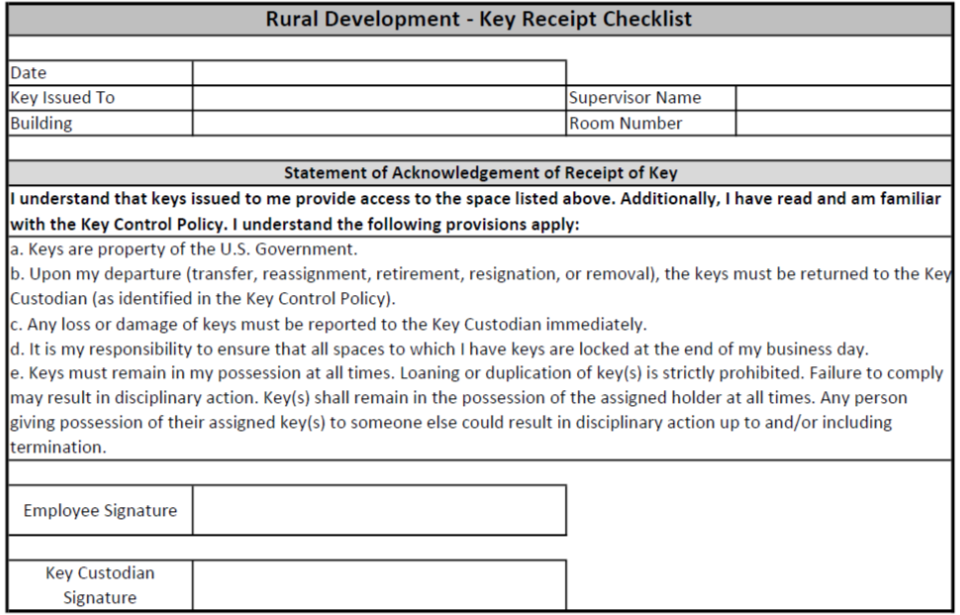 Rural Development - Key Receipt Checklist
Date
Key Issued To
Supervisor Name
Building
Room Number
Statement of Acknowledgement of Receipt of Key
I understand that keys issued to me provide access to the space listed above. Additionally, I have read and am familiar
with the Key Control Policy. I understand the following provisions apply:
a. Keys are property of the U.S. Government.
b. Upon my departure (transfer, reassignment, retirement, resignation, or removal), the keys must be returned to the Key
Custodian (as identified in the Key Control Policy).
c. Any loss or damage of keys must be reported to the Key Custodian immediately.
d. It is my responsibility to ensure that all spaces to which I have keys are locked at the end of my business day.
e. Keys must remain in my possession at all times. Loaning or duplication of key(s) is strictly prohibited. Failure to comply
may result in disciplinary action. Key(s) shall remain in the possession of the assigned holder at all times. Any person
giving possession of their assigned key(s) to someone else could result in disciplinary action up to and/or including
termination.
Employee Signature
Key Custodian
Signature